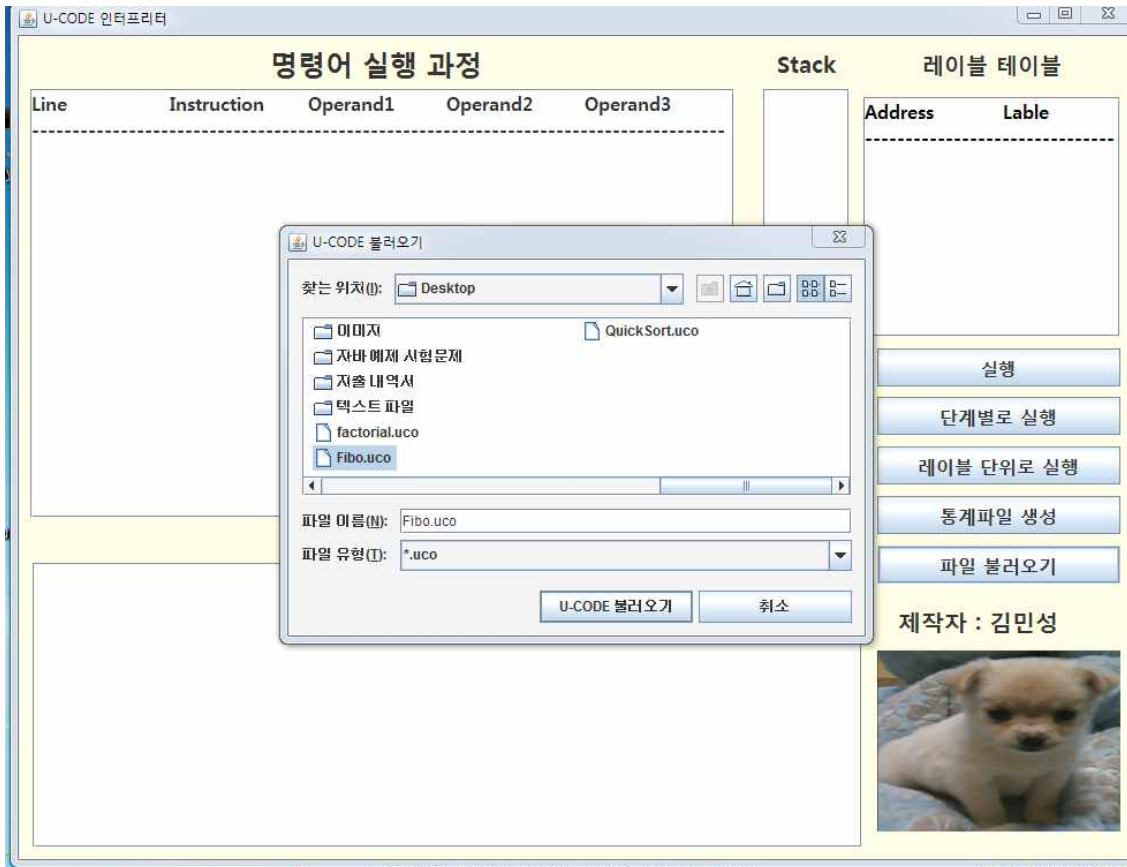 U-CODE 인터프리터
명령어 실행 과정
Stack
레이블 테이블
Line Instruction Operand1 Operand2 Operand3
Address Lable
U-CODE 불러오기
찾는 위치(I): Desktop
이미지
자바 예제 시험문제
지출 내역서
텍스트 파일
factorial.uco
Fibo.uco
QuickSort.uco
파일 이름(N): Fibo.uco
파일 유형(T): *.uco
U-CODE 불러오기 취소
실행
단계별로 실행
레이블 단위로 실행
통계파일 생성
파일 불러오기
제작자 : 김민성